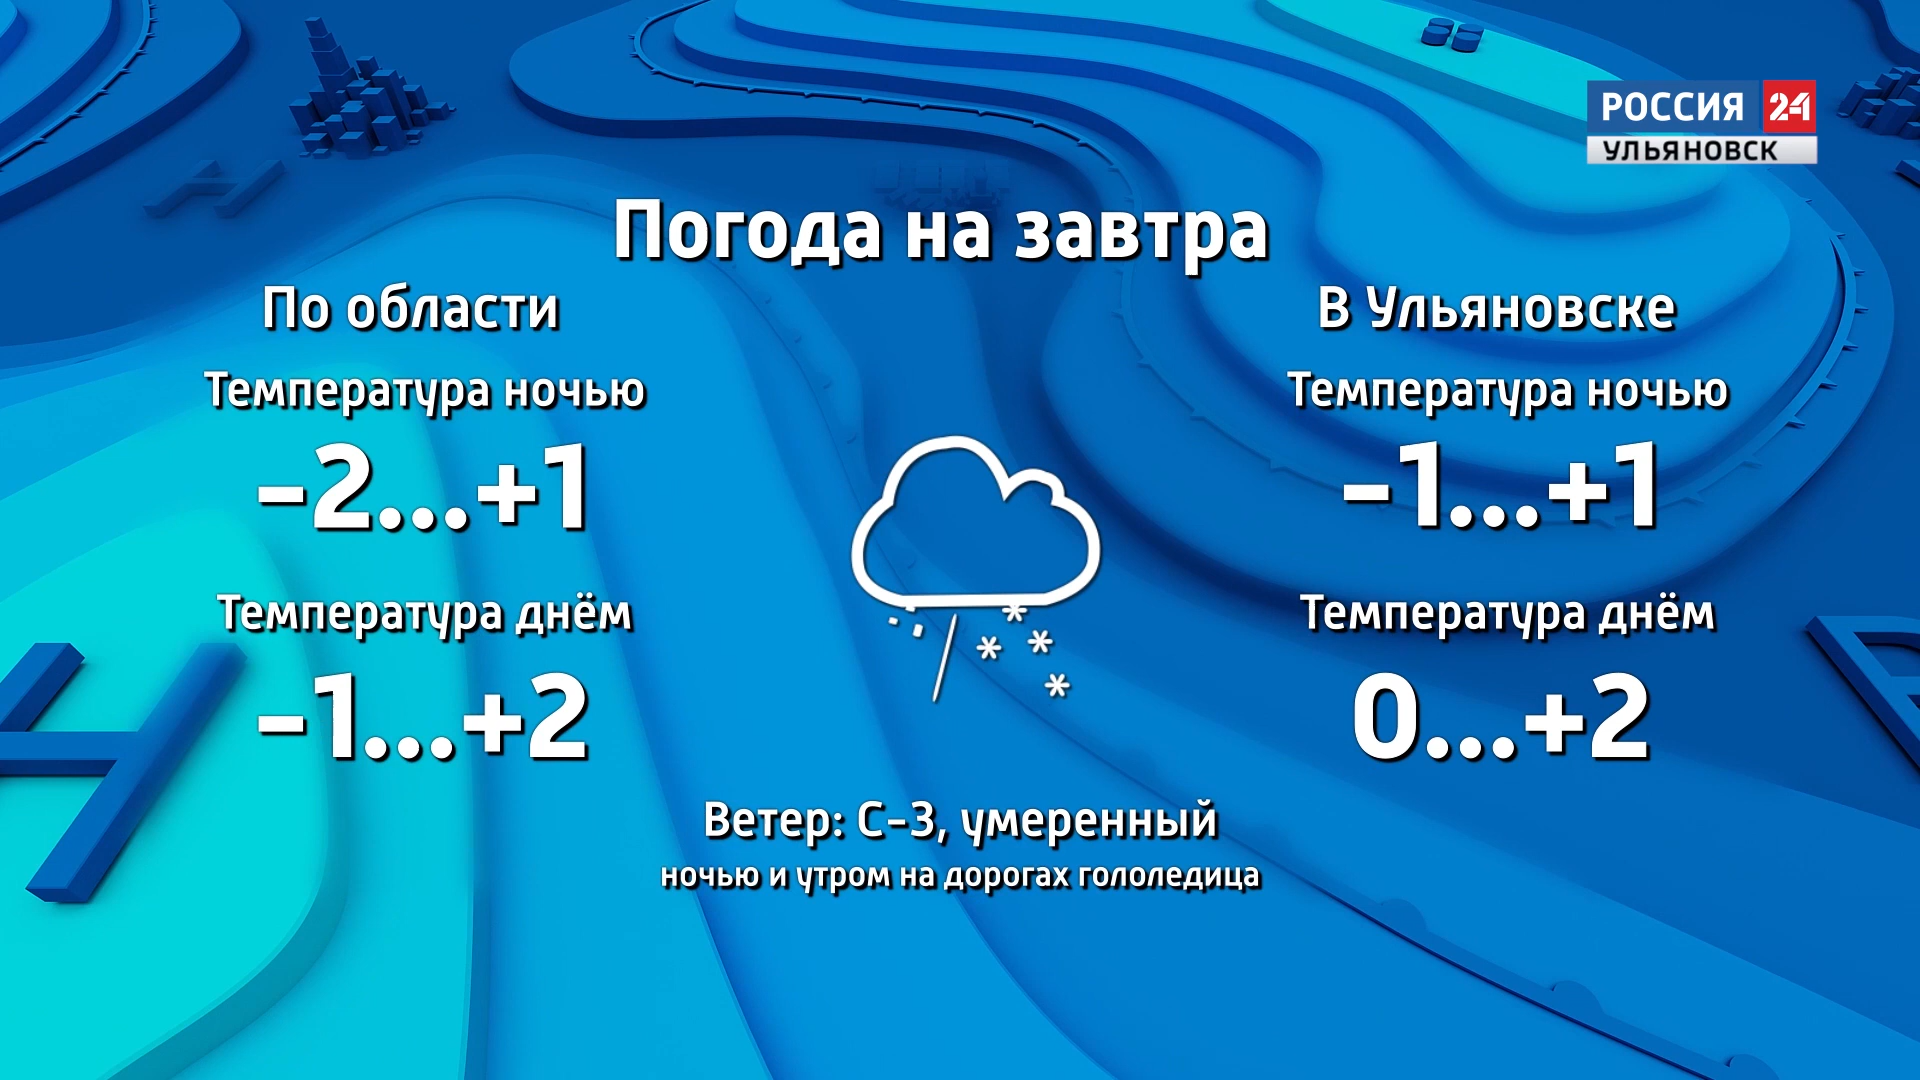 РОССИЯ 24
УЛЬЯНОВСК
Погода на завтра
По области
Температура ночью
-2...+1
Температура днём
-1...+2
В Ульяновске
Температура ночью
-1...+1
Температура днём
0...+2
Ветер: С-З, умеренный
ночью и утром на дорогах гололедица